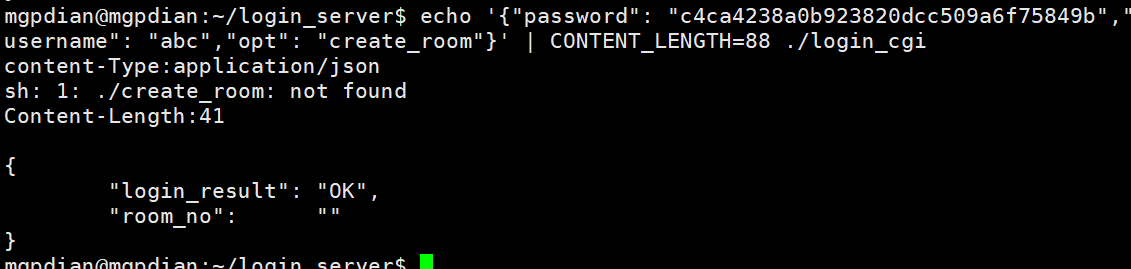 mgpdian@mgpdian:~/login_server$ echo '{"password": "c4ca4238a0b923820dcc509a6f75849b","
username": "abc","opt": "create_room"}' | CONTENT_LENGTH=88 ./login_cgi
content-Type:application/json
sh: 1: ./create_room: not found
Content-Length:41
{
"login_result": "OK",
"room_no": ""
}
mgpdian@mgpdian:~/login_server$